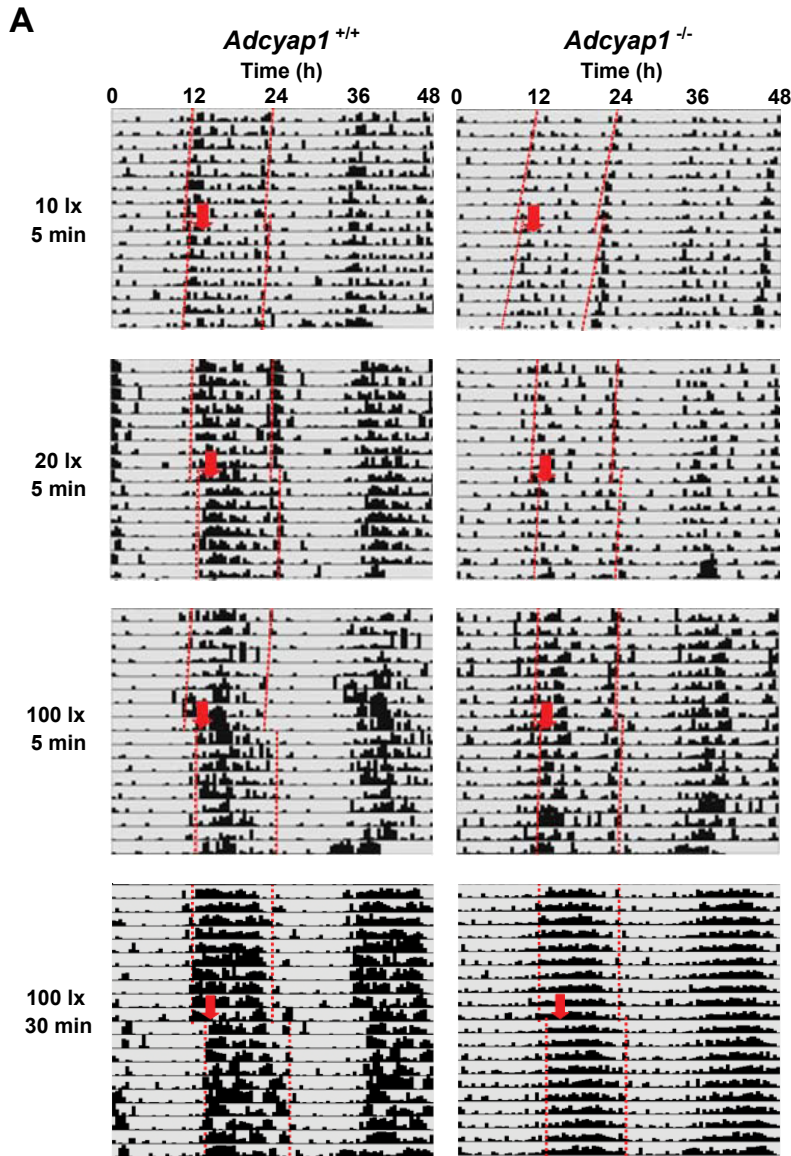 A
Adcyap1 +/+ Adcyap1 -/-
Time (h) Time (h)
0 12 24 36 48 0 12 24 36 48
10 lx
5 min
20 lx
5 min
100 lx
5 min
100 lx
30 min